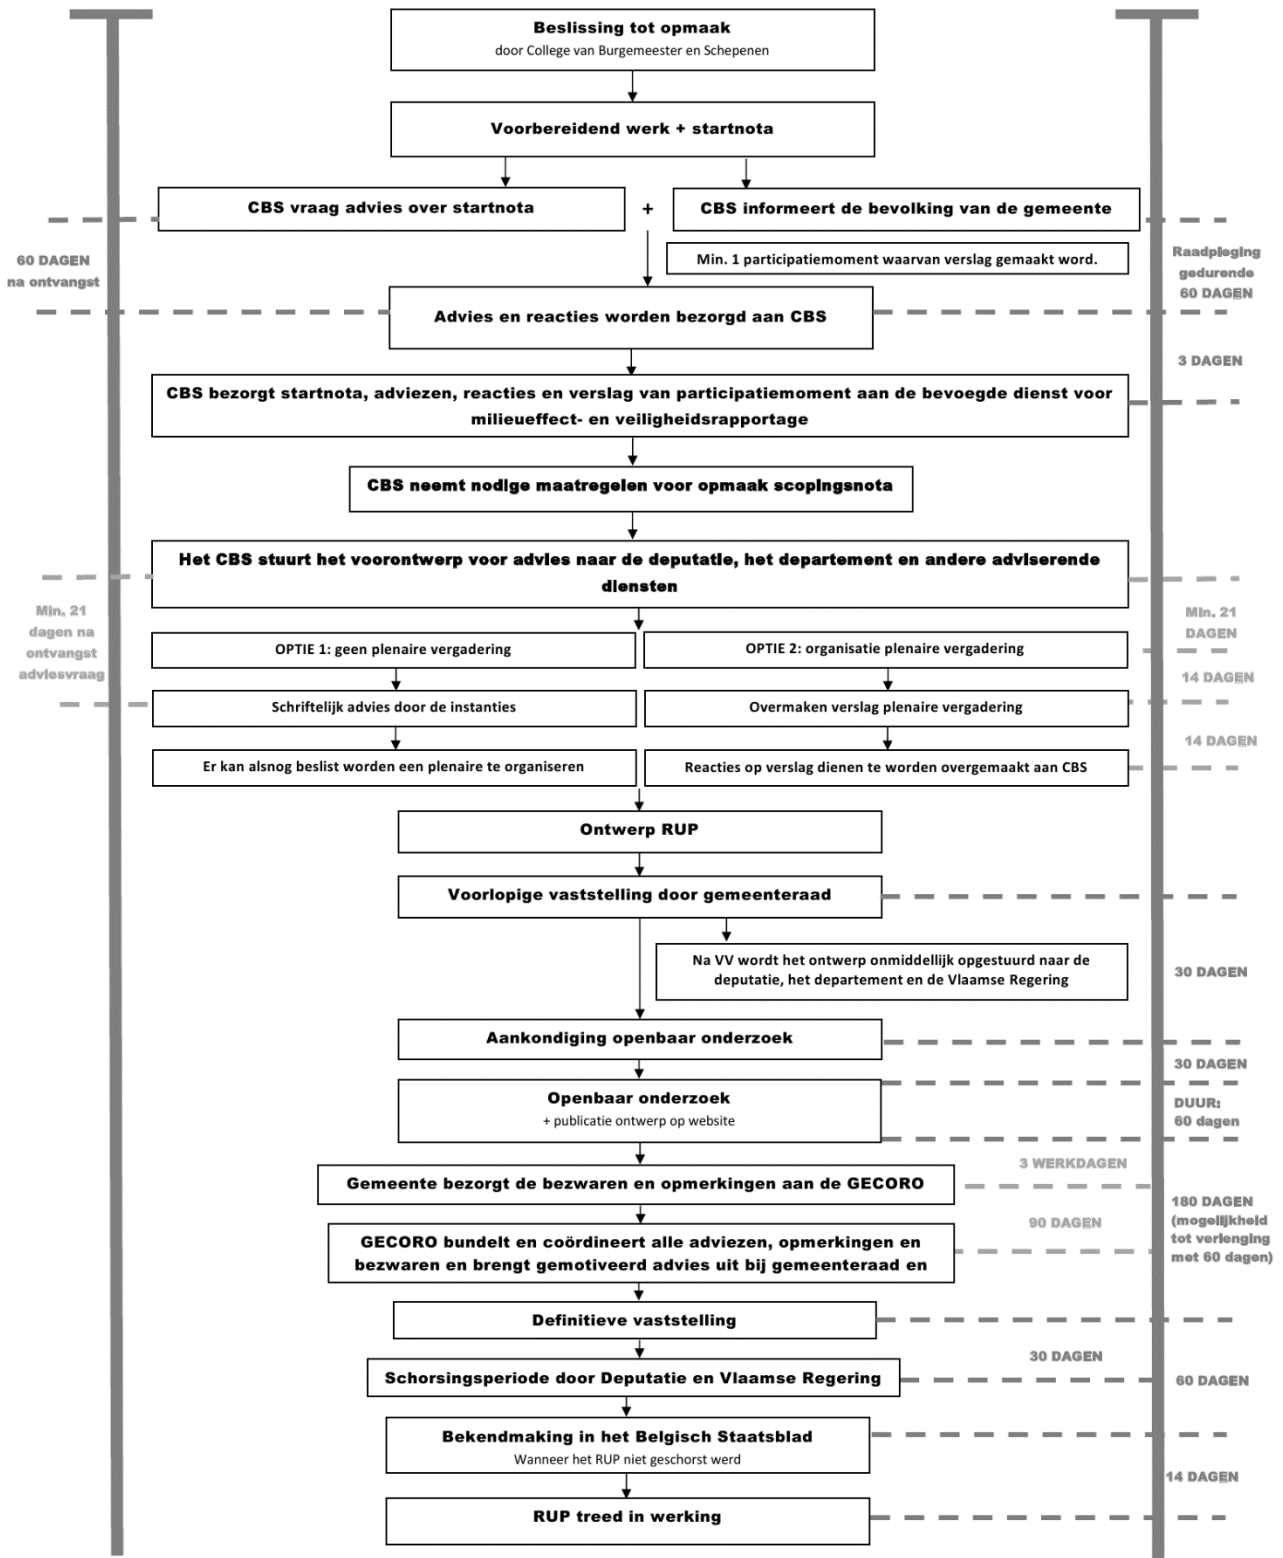 Beslissing tot opmaak
door College van Burgemeester en Schepenen
Voorbereidend werk + startnota
CBS vraag advies over startnota
+
CBS informeert de bevolking van de gemeente
60 DAGEN
na ontvangst
Min. 1 participatiemoment waarvan verslag gemaakt word.
Raadpleging
gedurende
60 DAGEN
Advies en reacties worden bezorgd aan CBS
3 DAGEN
CBS bezorgt startnota, adviezen, reacties en verslag van participatiemoment aan de bevoegde dienst voor
milieueffect- en veiligheidsrapportage
CBS neemt nodige maatregelen voor opmaak scopingsnota
Het CBS stuurt het voorontwerp voor advies naar de deputatie, het departement en andere adviserende
diensten
Min. 21
dagen na
ontvangst
adviesvraag
Min. 21
DAGEN
OPTIE 1: geen plenaire vergadering
OPTIE 2: organisatie plenaire vergadering
14 DAGEN
Schriftelijk advies door de instanties
Overmaken verslag plenaire vergadering
14 DAGEN
Er kan alsnog beslist worden een plenaire te organiseren
Reacties op verslag dienen te worden overgemaakt aan CBS
Ontwerp RUP
Voorlopige vaststelling door gemeenteraad
Na VV wordt het ontwerp onmiddellijk opgestuurd naar de
deputatie, het departement en de Vlaamse Regering
30 DAGEN
Aankondiging openbaar onderzoek
30 DAGEN
Openbaar onderzoek
+ publicatie ontwerp op website
DUUR:
60 dagen
3 WERKDAGEN
Gemeente bezorgt de bezwaren en opmerkingen aan de GECORO
180 DAGEN
(mogelijkheid
tot verlenging
met 60 dagen)
90 DAGEN
GECORO bundelt en coördineert alle adviezen, opmerkingen en
bezwaren en brengt gemotiveerd advies uit bij gemeenteraad en
Definitieve vaststelling
30 DAGEN
Schorsingsperiode door Deputatie en Vlaamse Regering
60 DAGEN
Bekendmaking in het Belgisch Staatsblad
Wanneer het RUP niet geschorst werd
14 DAGEN
RUP treed in werking